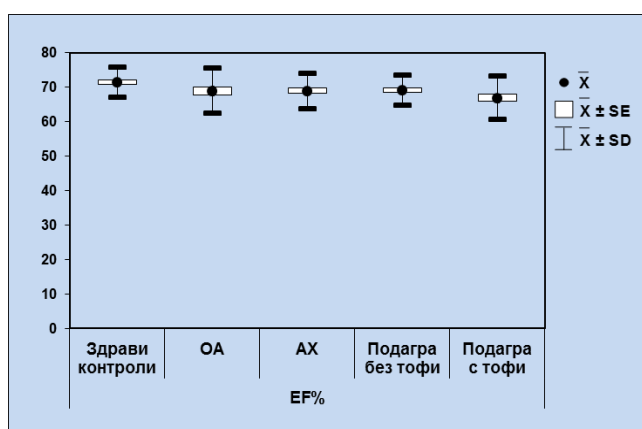 80
70
60
50
40
30
20
10
0
Здрави контроли
ОА
АХ
Подагра без тофи
Подагра с тофи
EF%
X̅
X̅ ± SE
X̅ ± SD